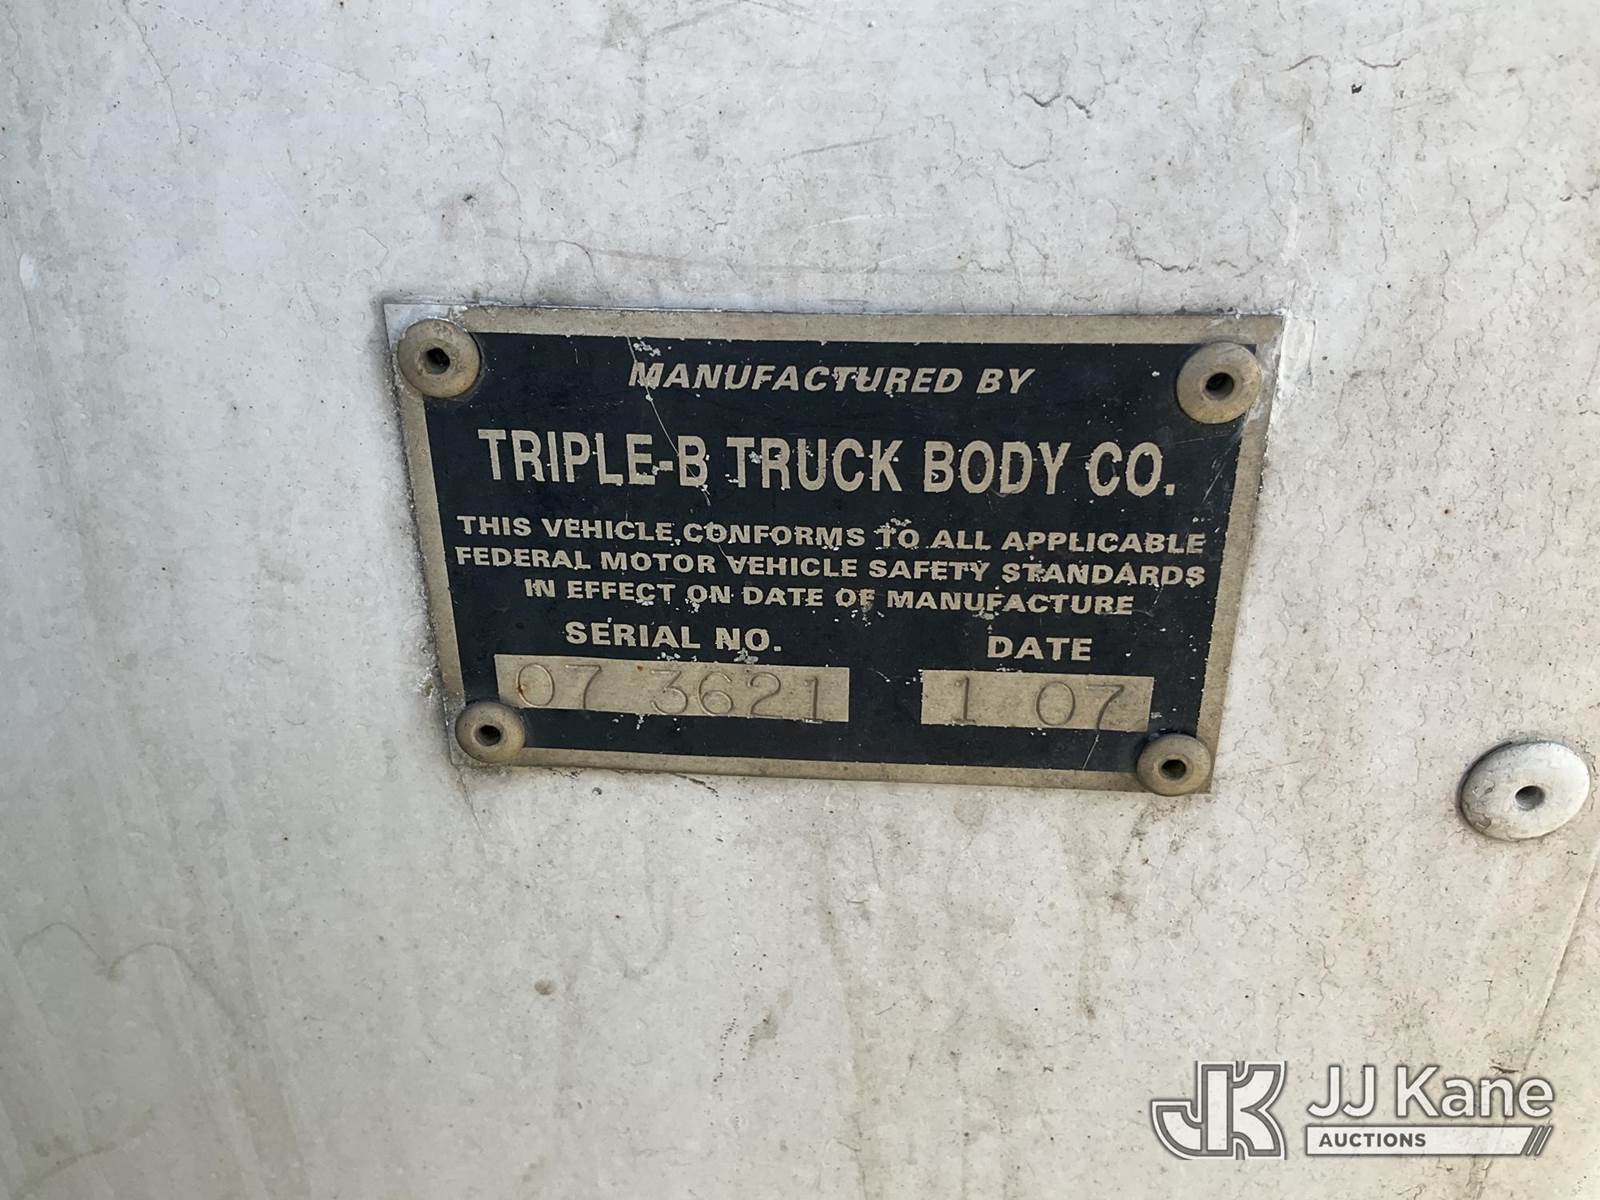 MANUFACTURED BY
TRIPLE-B TRUCK BODY CO.
THIS VEHICLE CONFORMS TO ALL APPLICABLE
FEDERAL MOTOR VEHICLE SAFETY STANDARDS
IN EFFECT ON DATE OF MANUFACTURE
SERIAL NO. DATE
07 3621 1 07
JK JJ Kane
AUCTIONS